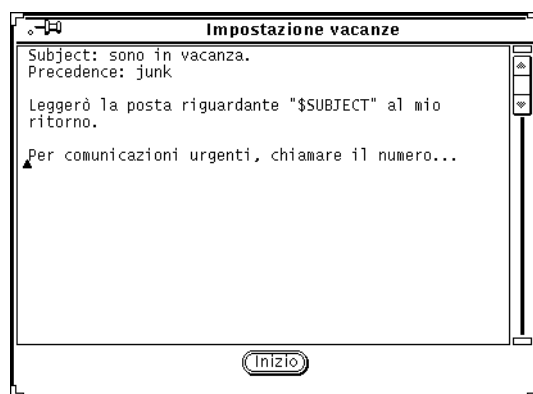 Impostazione vacanze
Subject: sono in vacanza.
Precedence: junk
Leggerò la posta riguardante "$SUBJECT" al mio
ritorno.
Per comunicazioni urgenti, chiamare il numero...
Inizio